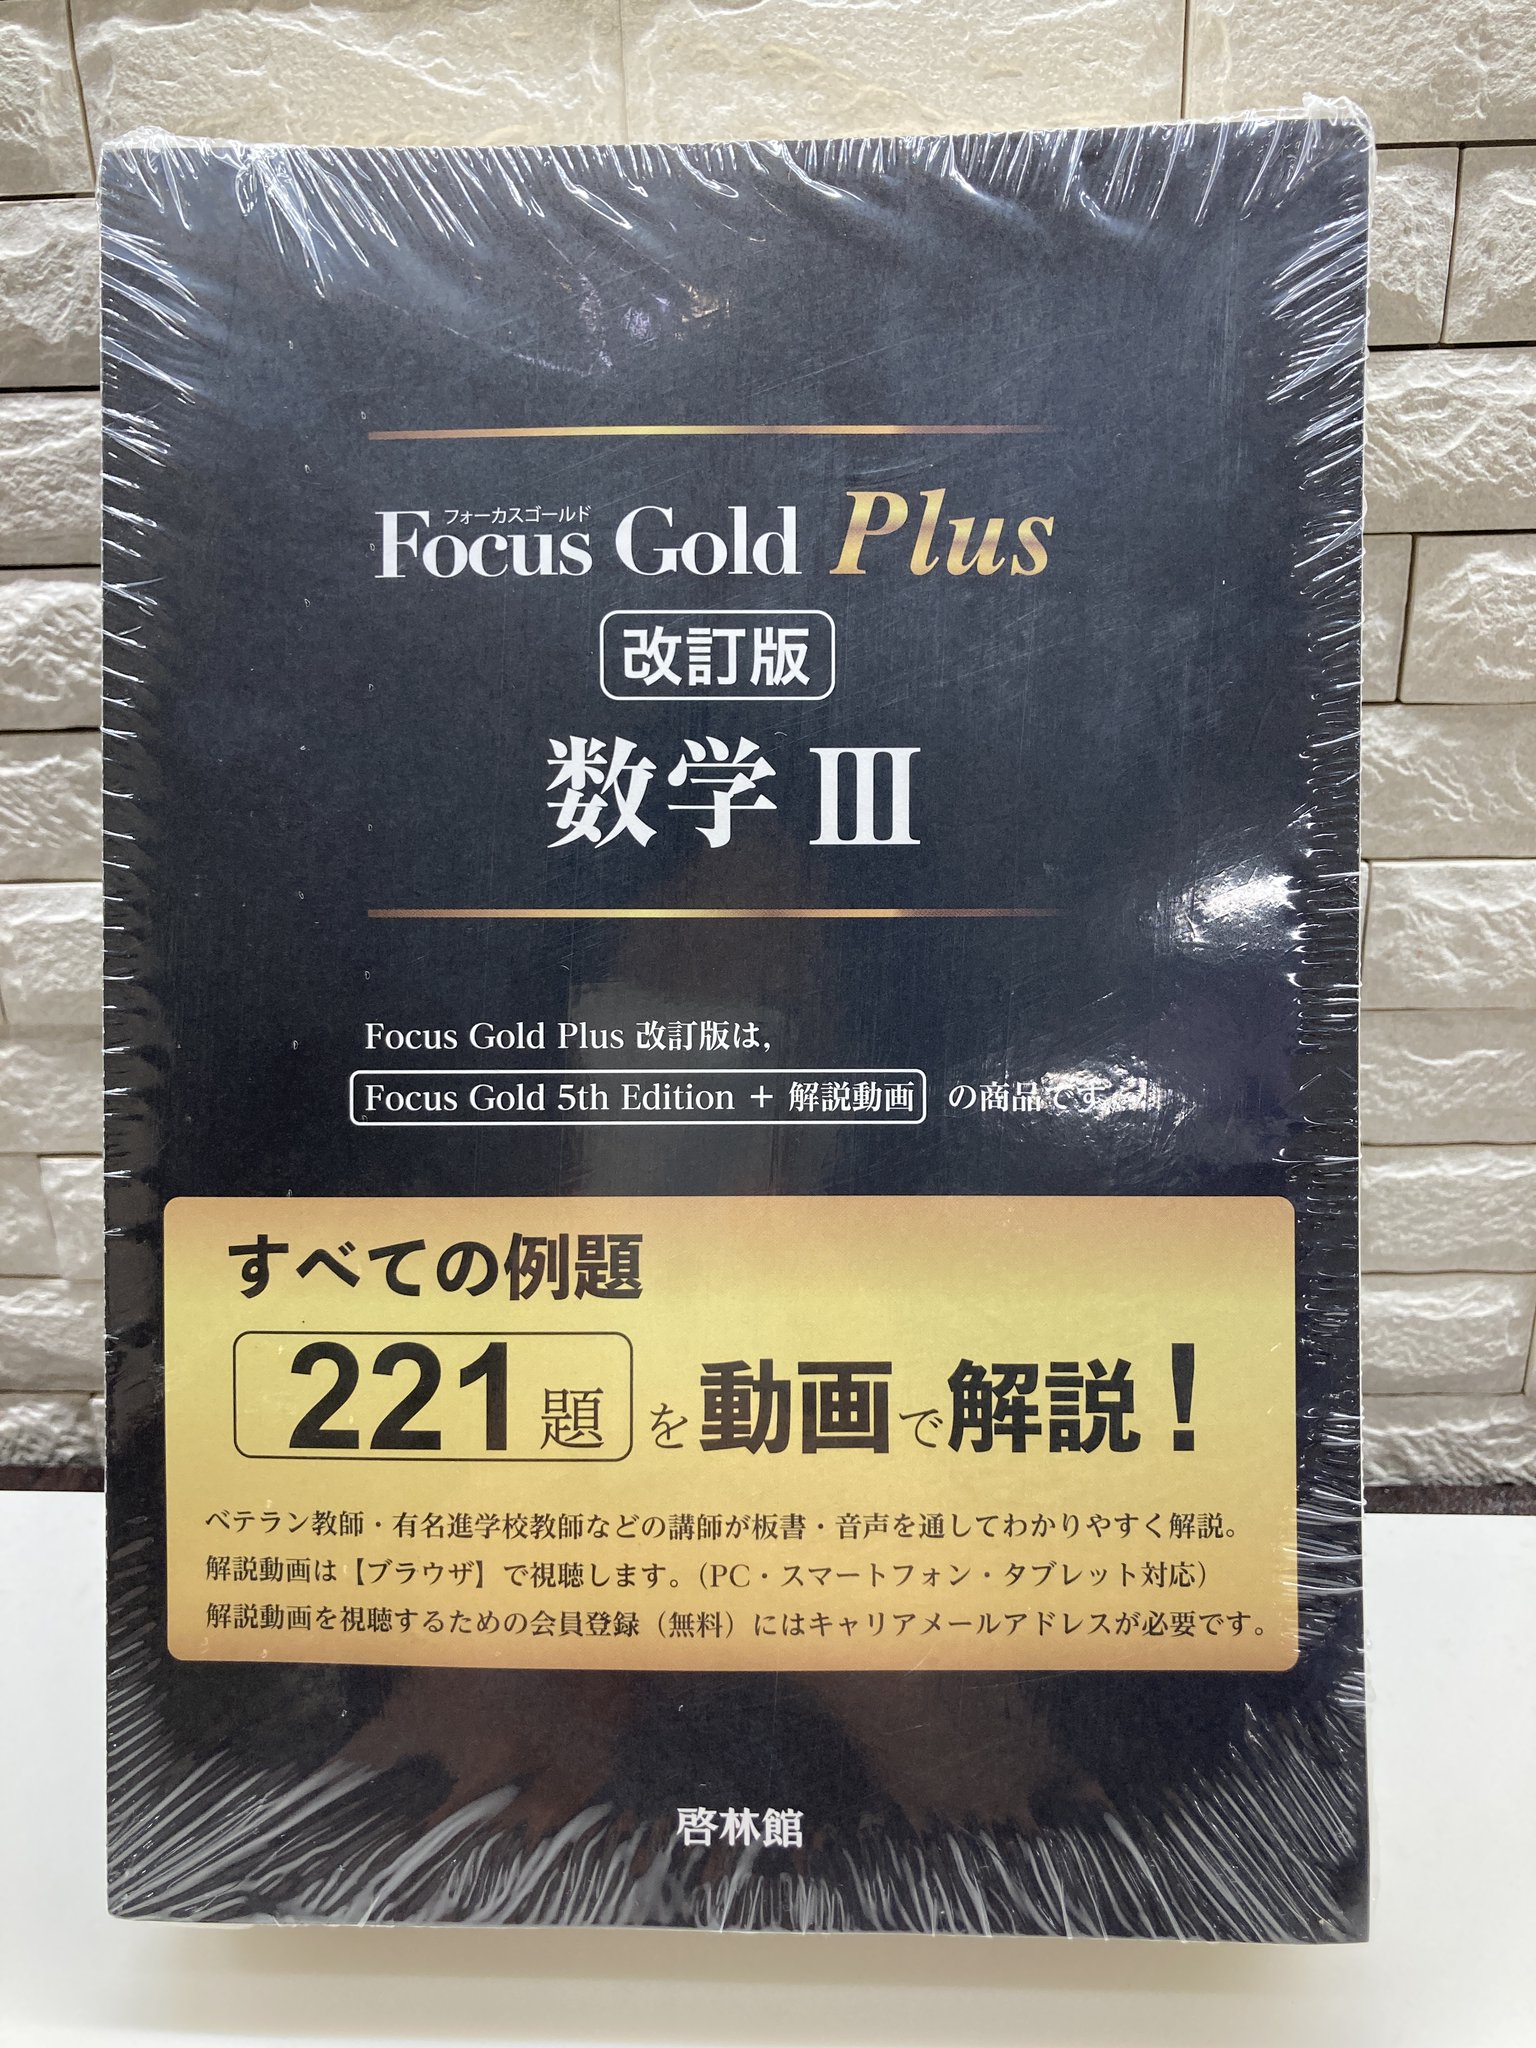 フォーカスゴールド
Focus Gold Plus
改訂版
数学 III
Focus Gold Plus 改訂版は,
Focus Gold 5th Edition + 解説動画 の商品です
すべての例題
221題を動画で解説!
ベテラン教師・有名進学校教師などの講師が板書・音声を通してわかりやすく解説。
解説動画は【ブラウザ】で視聴します。(PC・スマートフォン・タブレット対応)
解説動画を視聴するための会員登録(無料)にはキャリアメールアドレスが必要です。
啓林館